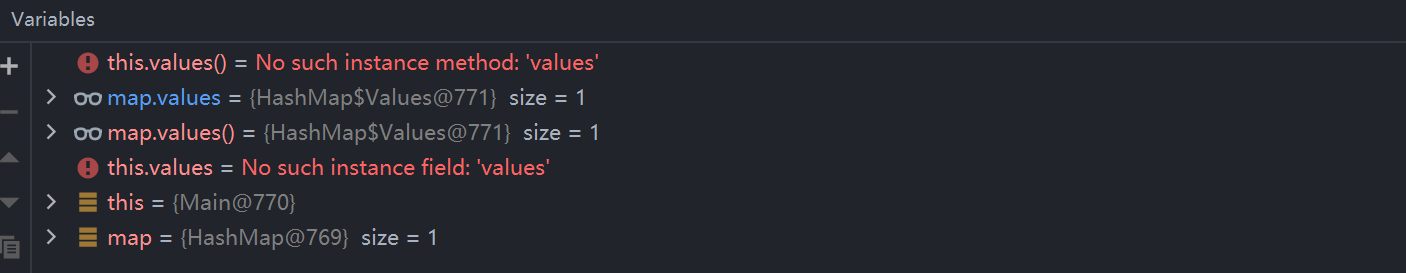 Variables
this.values() = No such instance method: 'values'
map.values = {HashMap$Values@771} size = 1
map.values() = {HashMap$Values@771} size = 1
this.values = No such instance field: 'values'
this = {Main@770}
map = {HashMap@769} size = 1